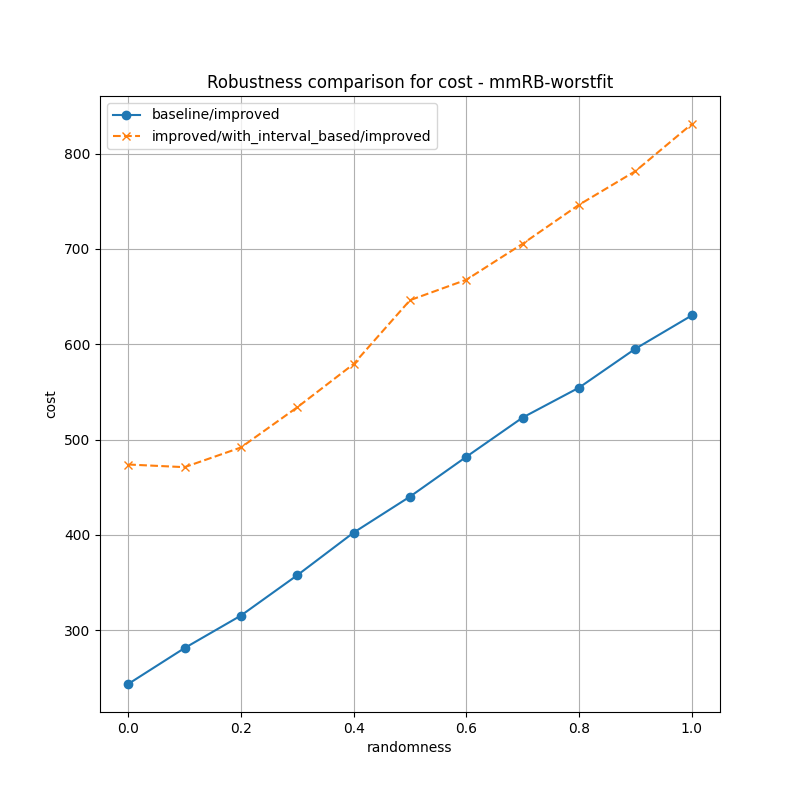 Robustness comparison for cost - mmRB-worstfit
baseline/improved
improved/with_interval_based/improved
800
700
600
500
400
300
cost
0.0 0.2 0.4 0.6 0.8 1.0
randomness